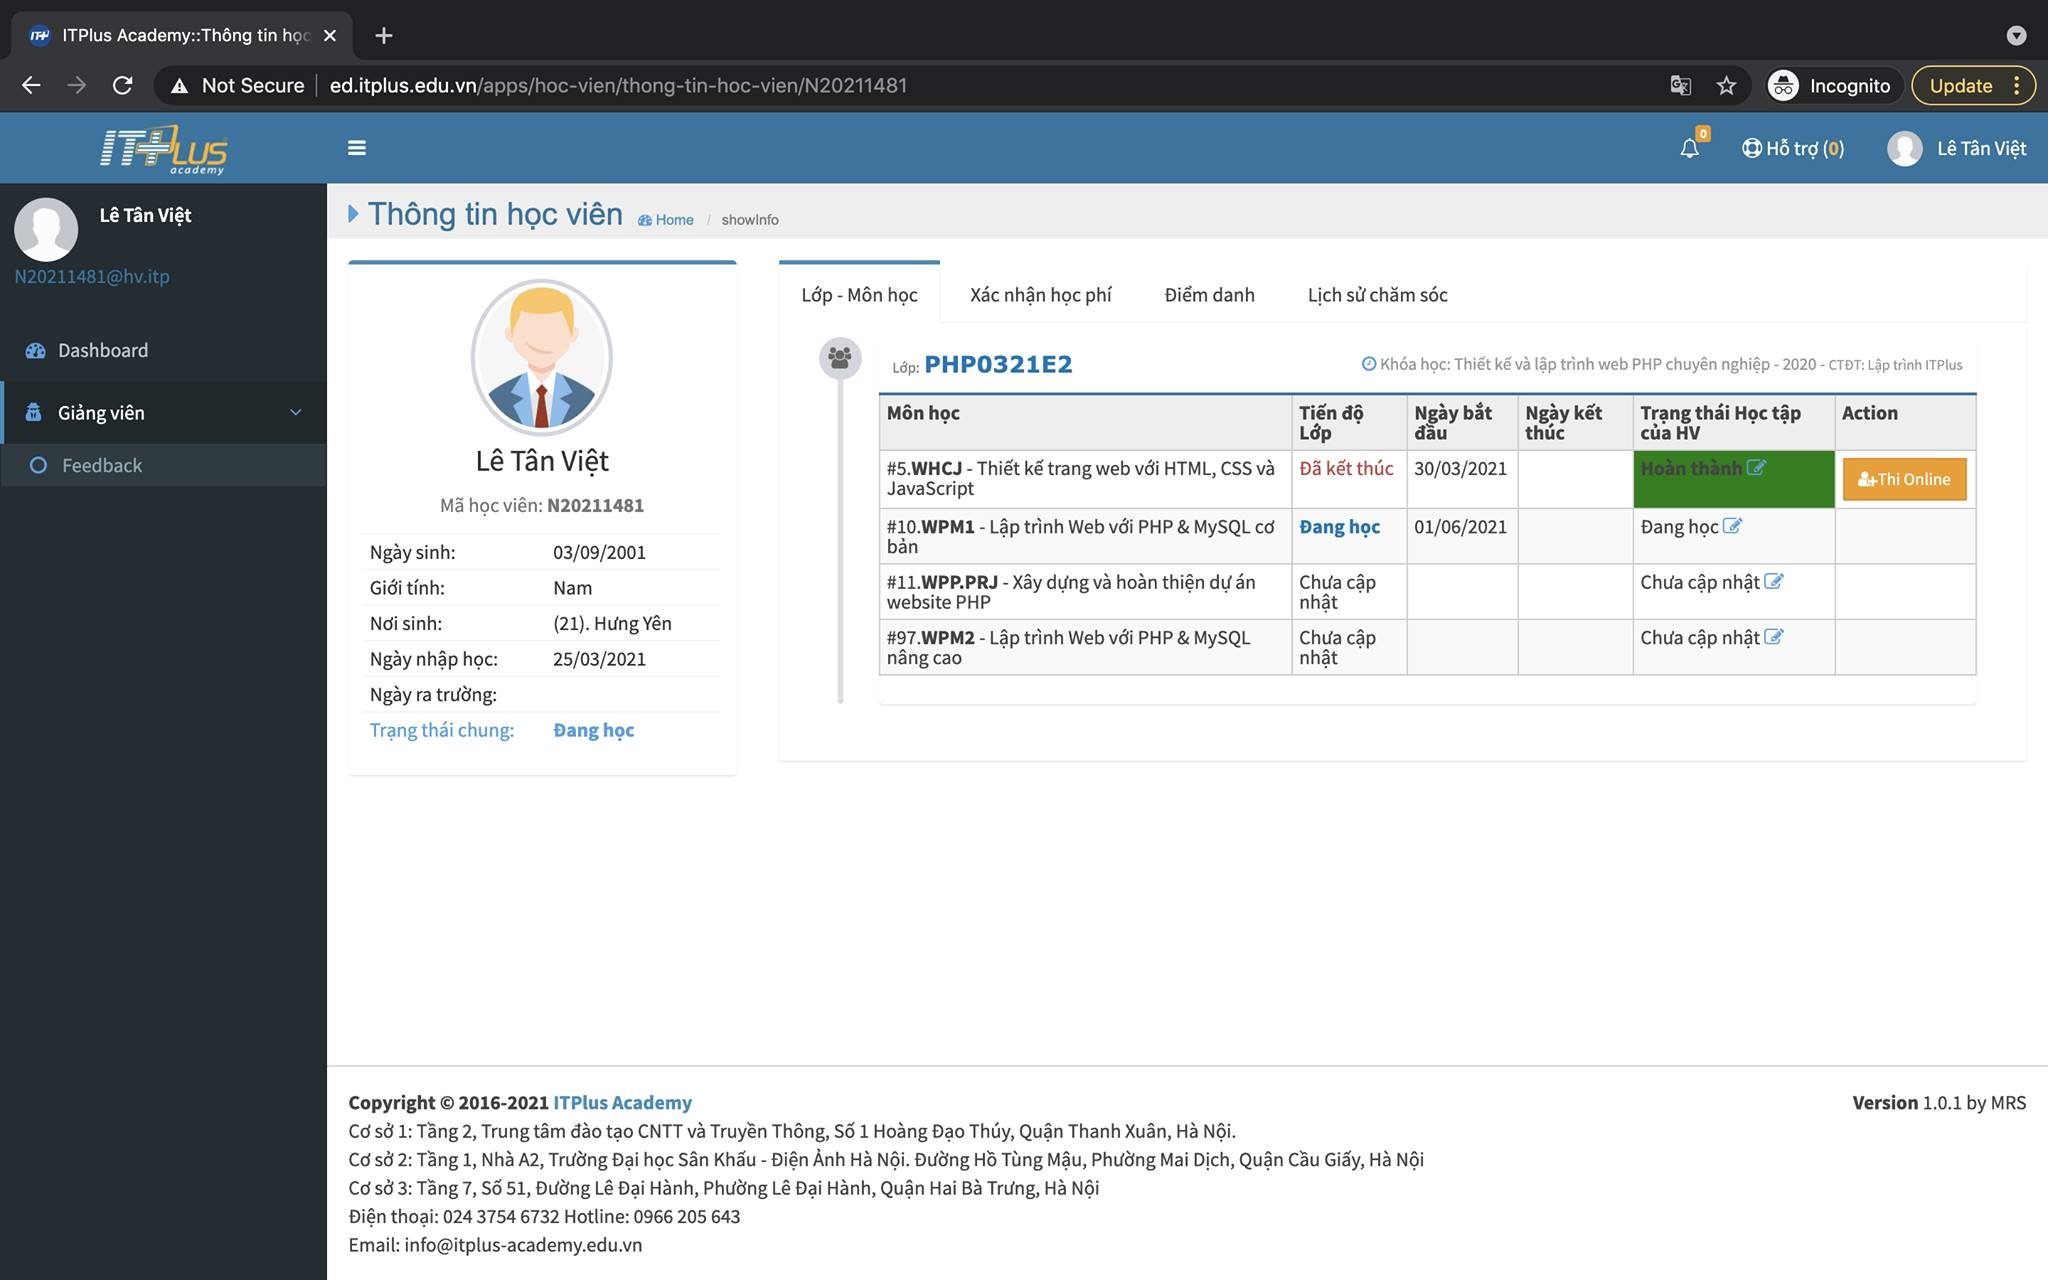 ITPlus Academy::Thông tin học
Not Secure
ed.itplus.edu.vn/apps/hoc-vien/thong-tin-hoc-vien/N20211481
Incognito
Update
ITPLUS academy
0
Hỗ trợ (0)
Lê Tân Việt
Lê Tân Việt
N20211481@hv.itp
Dashboard
Giảng viên
Feedback
Thông tin học viên
Home / showInfo
Lê Tân Việt
Mã học viên: N20211481
Ngày sinh: 03/09/2001
Giới tính: Nam
Nơi sinh: (21). Hưng Yên
Ngày nhập học: 25/03/2021
Ngày ra trường:
Trạng thái chung: Đang học
Lớp - Môn học
Xác nhận học phí
Điểm danh
Lịch sử chăm sóc
Lớp: PHP0321E2
Khóa học: Thiết kế và lập trình web PHP chuyên nghiệp - 2020 - CTĐT: Lập trình ITPlus
Môn học
Tiến độ
Lớp
Ngày bắt
đầu
Ngày kết
thúc
Trạng thái Học tập
của HV
Action
#5.WHCJ - Thiết kế trang web với HTML, CSS và
JavaScript
Đã kết thúc
30/03/2021
Hoàn thành
Thi Online
#10.WPM1 - Lập trình Web với PHP & MySQL cơ
bản
Đang học
01/06/2021
Đang học
#11.WPP.PRJ - Xây dựng và hoàn thiện dự án
website PHP
Chưa cập
nhật
Chưa cập nhật
#97.WPM2 - Lập trình Web với PHP & MySQL
nâng cao
Chưa cập
nhật
Chưa cập nhật
Copyright © 2016-2021 ITPlus Academy
Version 1.0.1 by MRS
Cơ sở 1: Tầng 2, Trung tâm đào tạo CNTT và Truyền Thông, Số 1 Hoàng Đạo Thúy, Quận Thanh Xuân, Hà Nội.
Cơ sở 2: Tầng 1, Nhà A2, Trường Đại học Sân Khấu - Điện Ảnh Hà Nội. Đường Hồ Tùng Mậu, Phường Mai Dịch, Quận Cầu Giấy, Hà Nội
Cơ sở 3: Tầng 7, Số 51, Đường Lê Đại Hành, Phường Lê Đại Hành, Quận Hai Bà Trưng, Hà Nội
Điện thoại: 024 3754 6732 Hotline: 0966 205 643
Email: info@itplus-academy.edu.vn